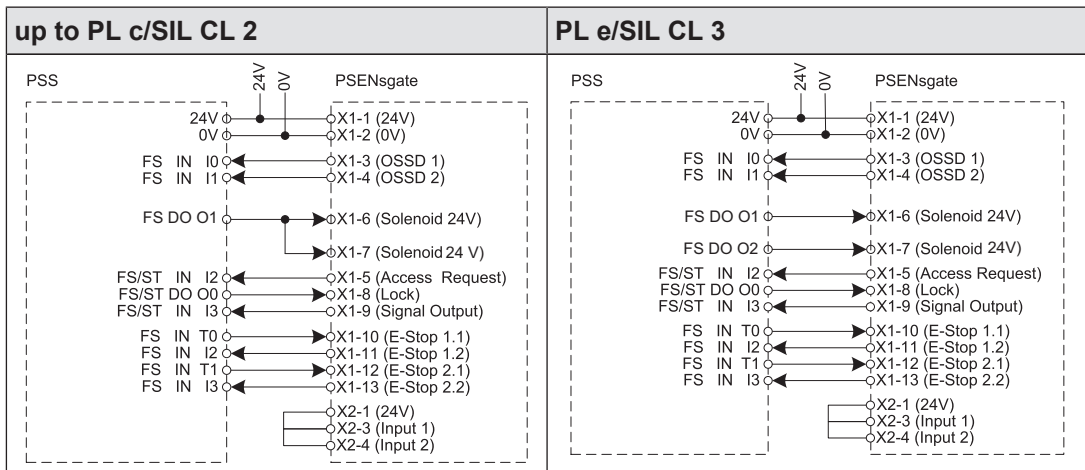 up to PL c/SIL CL 2
PSS
24V
0V
PSENsgate
24V
X1-1 (24V)
0V
X1-2 (0V)
FS IN I0
X1-3 (OSSD 1)
FS IN I1
X1-4 (OSSD 2)
FS DO O1
X1-6 (Solenoid 24V)
X1-7 (Solenoid 24 V)
FS/ST IN I2
X1-5 (Access Request)
FS/ST DO O0
X1-8 (Lock)
FS/ST IN I3
X1-9 (Signal Output)
FS IN T0
X1-10 (E-Stop 1.1)
FS IN I2
X1-11 (E-Stop 1.2)
FS IN T1
X1-12 (E-Stop 2.1)
FS IN I3
X1-13 (E-Stop 2.2)
X2-1 (24V)
X2-3 (Input 1)
X2-4 (Input 2)
PL e/SIL CL 3
PSS
24V
0V
PSENsgate
24V
X1-1 (24V)
0V
X1-2 (0V)
FS IN I0
X1-3 (OSSD 1)
FS IN I1
X1-4 (OSSD 2)
FS DO O1
X1-6 (Solenoid 24V)
FS DO O2
X1-7 (Solenoid 24V)
FS/ST IN I2
X1-5 (Access Request)
FS/ST DO O0
X1-8 (Lock)
FS/ST IN I3
X1-9 (Signal Output)
FS IN T0
X1-10 (E-Stop 1.1)
FS IN I2
X1-11 (E-Stop 1.2)
FS IN T1
X1-12 (E-Stop 2.1)
FS IN I3
X1-13 (E-Stop 2.2)
X2-1 (24V)
X2-3 (Input 1)
X2-4 (Input 2)